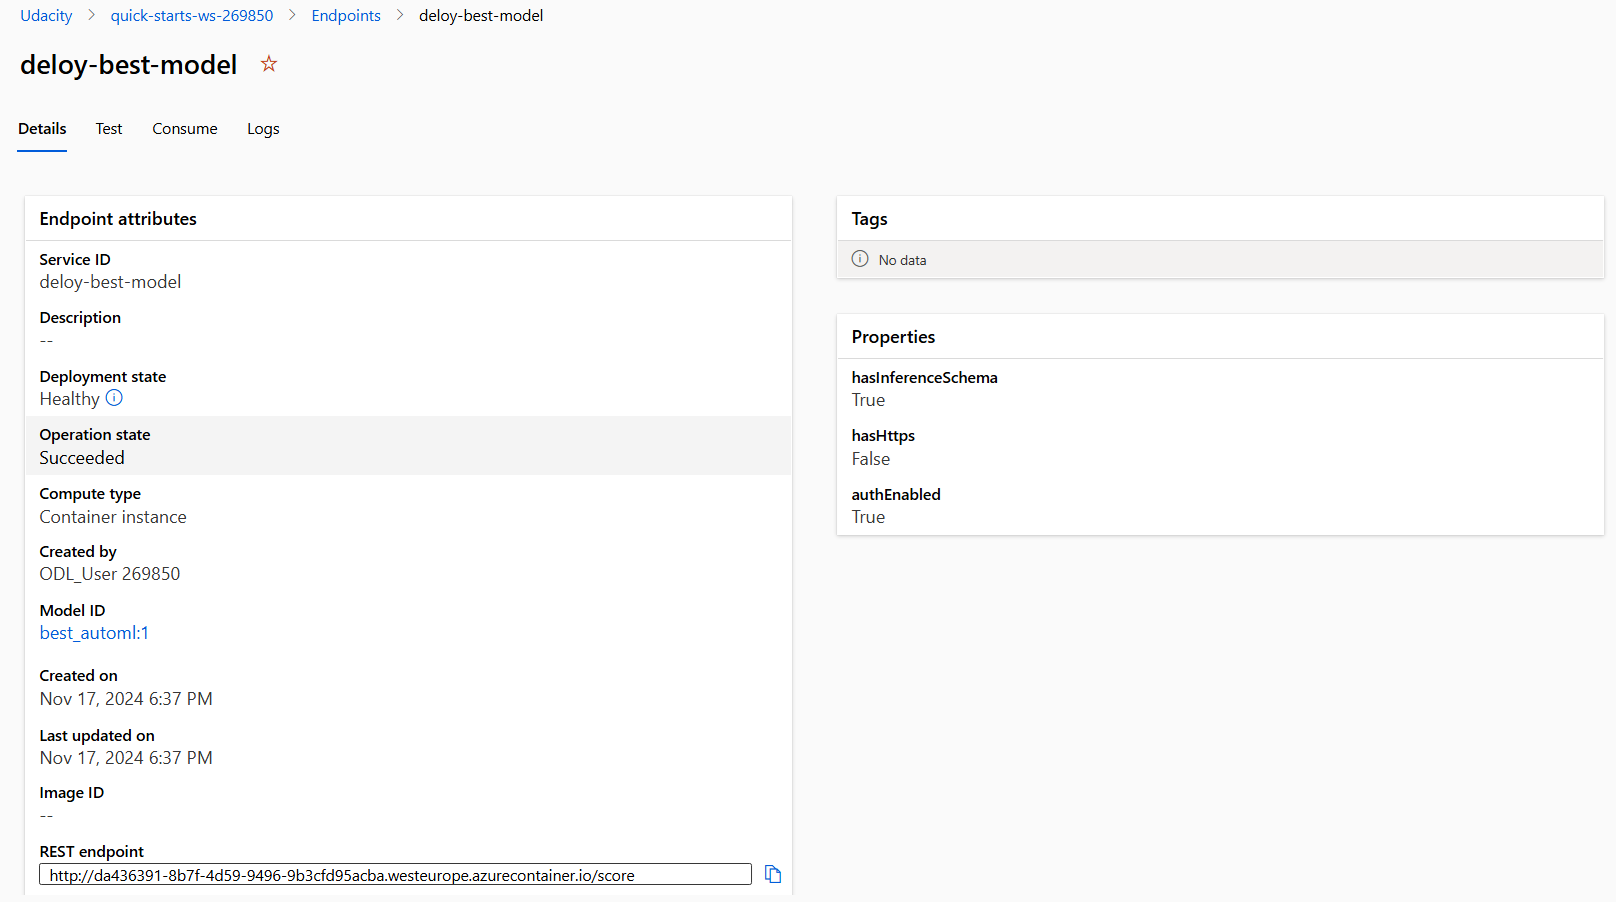 Udacity > quick-starts-ws-269850 > Endpoints > deloy-best-model
deloy-best-model
Details Test Consume Logs
Endpoint attributes
Service ID
deloy-best-model
Description
--
Deployment state
Healthy
Operation state
Succeeded
Compute type
Container instance
Created by
ODL_User 269850
Model ID
best_automl:1
Created on
Nov 17, 2024 6:37 PM
Last updated on
Nov 17, 2024 6:37 PM
Image ID
--
REST endpoint
http://da436391-8b7f-4d59-9496-9b3cfd95acba.westeurope.azurecontainer.io/score
Tags
No data
Properties
hasInferenceSchema
True
hasHttps
False
authEnabled
True